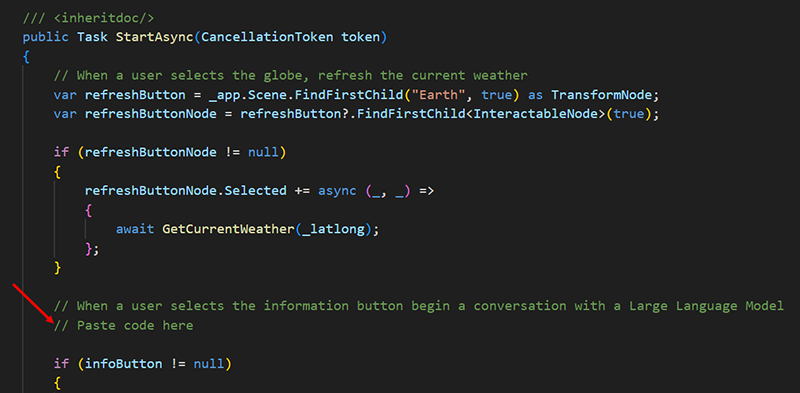 /// <inheritdoc/>
public Task StartAsync(CancellationToken token)
{
// When a user selects the globe, refresh the current weather
var refreshButton = _app.Scene.FindFirstChild("Earth", true) as TransformNode;
var refreshButtonNode = refreshButton?.FindFirstChild<InteractableNode>(true);
if (refreshButtonNode != null)
{
refreshButtonNode.Selected += async (_, _) =>
{
await GetCurrentWeather(_latlong);
};
}
// When a user selects the information button begin a conversation with a Large Language Model
// Paste code here
if (infoButton != null)
{